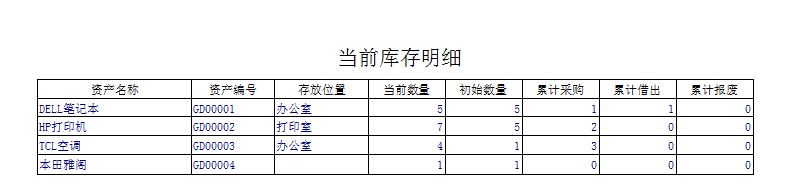 当前库存明细
资产名称 资产编号 存放位置 当前数量 初始数量 累计采购 累计借出 累计报废
DELL笔记本 GD00001 办公室 5 5 1 1 0
HP打印机 GD00002 打印室 7 5 2 0 0
TCL空调 GD00003 办公室 4 1 3 0 0
本田雅阁 GD00004 1 1 0 0 0